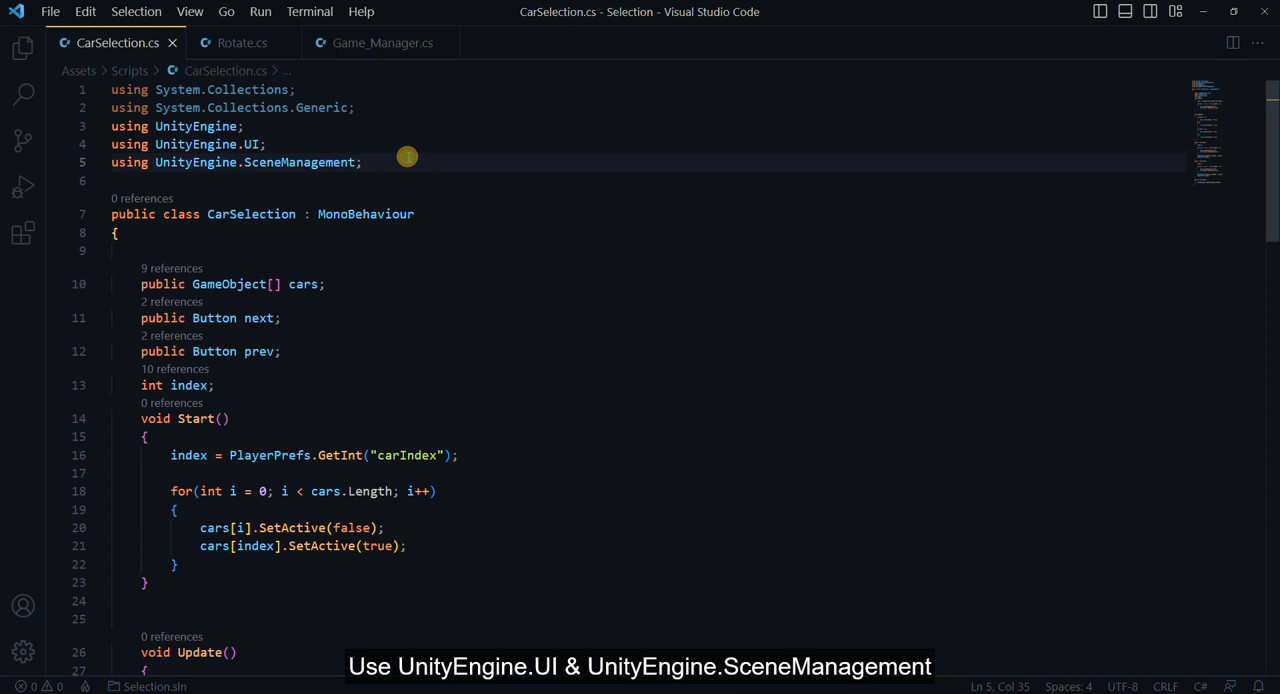 File Edit Selection View Go Run Terminal Help CarSelection.cs - Selection - Visual Studio Code
CarSelection.cs Rotate.cs Game_Manager.cs
Assets > Scripts > CarSelection.cs > ...
1 using System.Collections;
2 using System.Collections.Generic;
3 using UnityEngine;
4 using UnityEngine.UI;
5 using UnityEngine.SceneManagement;
6
0 references
7 public class CarSelection : MonoBehaviour
8 {
9
9 references
10 public GameObject[] cars;
2 references
11 public Button next;
2 references
12 public Button prev;
10 references
13 int index;
0 references
14 void Start()
15 {
16 index = PlayerPrefs.GetInt("carIndex");
17
18 for(int i = 0; i < cars.Length; i++)
19 {
20 cars[i].SetActive(false);
21 cars[index].SetActive(true);
22 }
23 }
24
25
0 references
26 void Update()
27 {
Use UnityEngine.UI & UnityEngine.SceneManagement
0 0 Selection.sln Ln 5, Col 35 Spaces: 4 UTF-8 CRLF C#